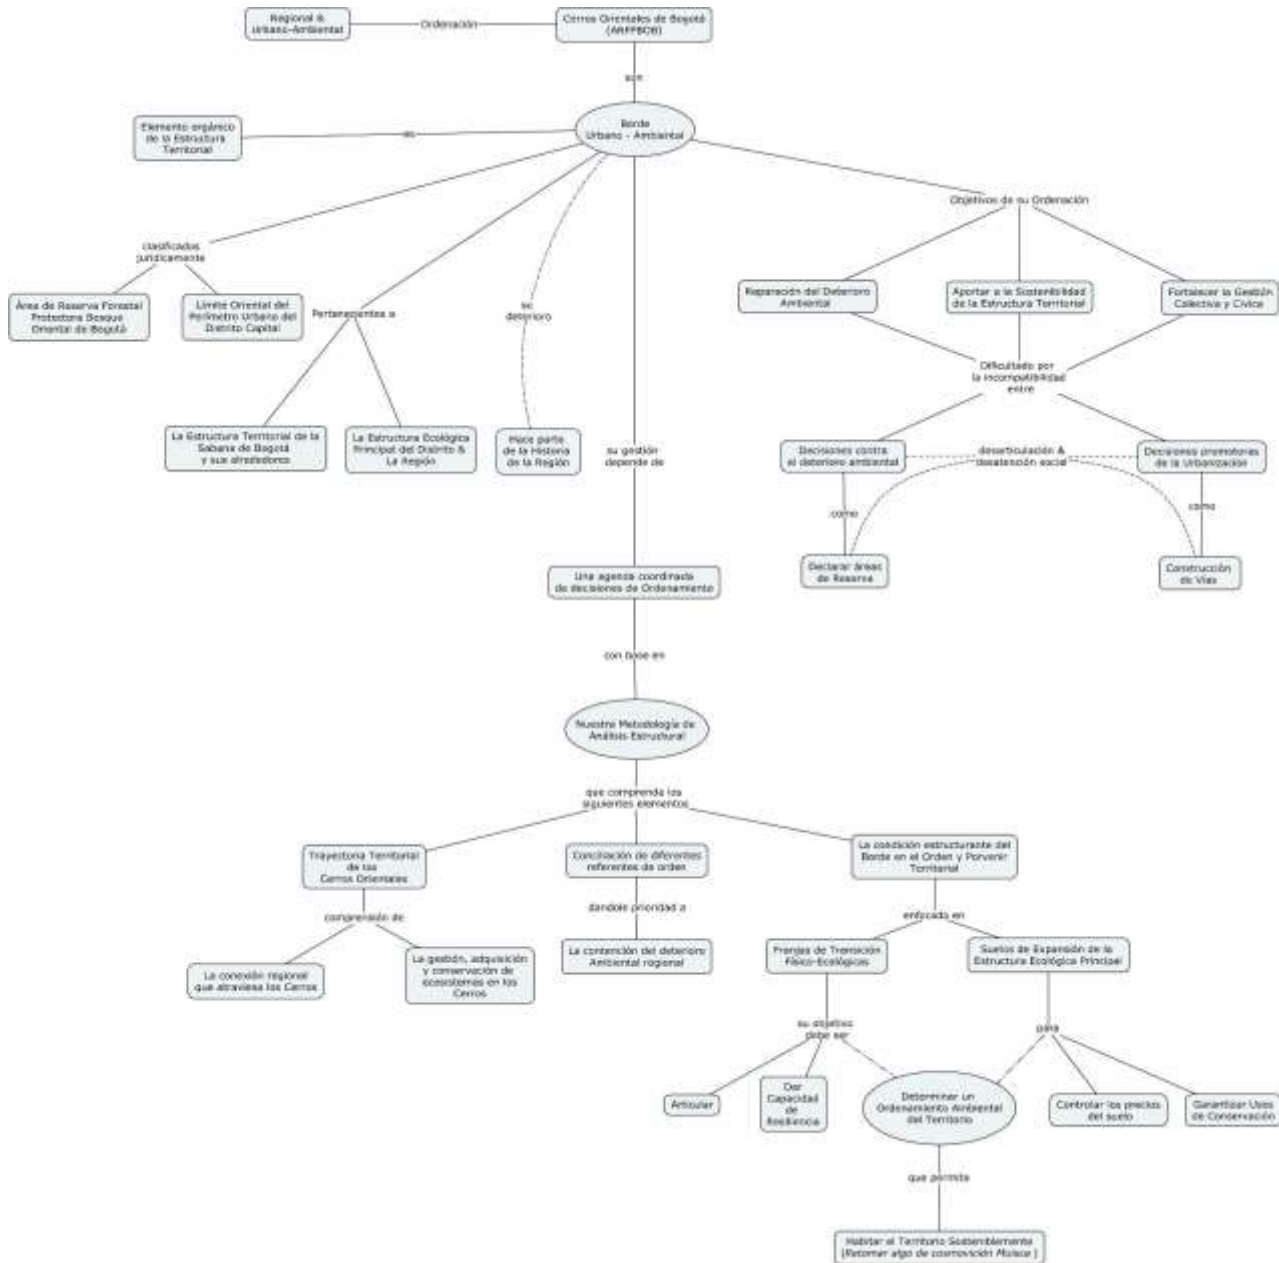 Regional &
Urbano-Ambiental
Ordenación
Cerros Orientales de Bogotá
(ARFPBOB)
son
Borde
Urbano - Ambiental
Elemento orgánico
de la Estructura
Territorial
es
Objetivos de su Ordenación
clasificados
jurídicamente
Área de Reserva Forestal
Protectora Bosque
Oriental de Bogotá
Límite Oriental del
Perímetro Urbano del
Distrito Capital
Pertenecientes a
se
deterioro
Reparación del Deterioro
Ambiental
Aportar a la Sostenibilidad
de la Estructura Territorial
Fortalecer la Gestión
Colectiva y Cívica
Dificultado por
la incompatibilidad
entre
La Estructura Territorial de la
Sabana de Bogotá
y sus alrededores
La Estructura Ecológica
Principal del Distrito &
La Región
Hace parte
de la Historia
de la Región
su gestión
depende de
Decisiones contra
el deterioro ambiental
desarticulación &
desatención social
Decisiones promotoras
de la Urbanización
como
como
Declarar áreas
de Reserva
Construcción
de Vías
Una agenda coordinada
de decisiones de Ordenamiento
con base en
Nuestra Metodología de
Análisis Estructural
que comprende los
siguientes elementos
Trayectoria Territorial
de los
Cerros Orientales
Conciliación de diferentes
referentes de orden
La condición estructurante del
Borde en el Orden y Porvenir
Territorial
comprensión de
dandole prioridad a
enfocado en
La conexión regional
que atraviesa los Cerros
La gestión, adquisición
y conservación de
ecosistemas en los
Cerros
La contención del deterioro
Ambiental regional
Franjas de Transición
Físico-Ecológicas
Suelos de Expansión de la
Estructura Ecológica Principal
su objetivo
debe ser
para
Articular
Dar
Capacidad
de
Resiliencia
Determinar un
Ordenamiento Ambiental
del Territorio
Controlar los precios
del suelo
Garantizar Usos
de Conservación
que permita
Habitar el Territorio Sosteniblemente
(Retomar algo de cosmovición Muisca )